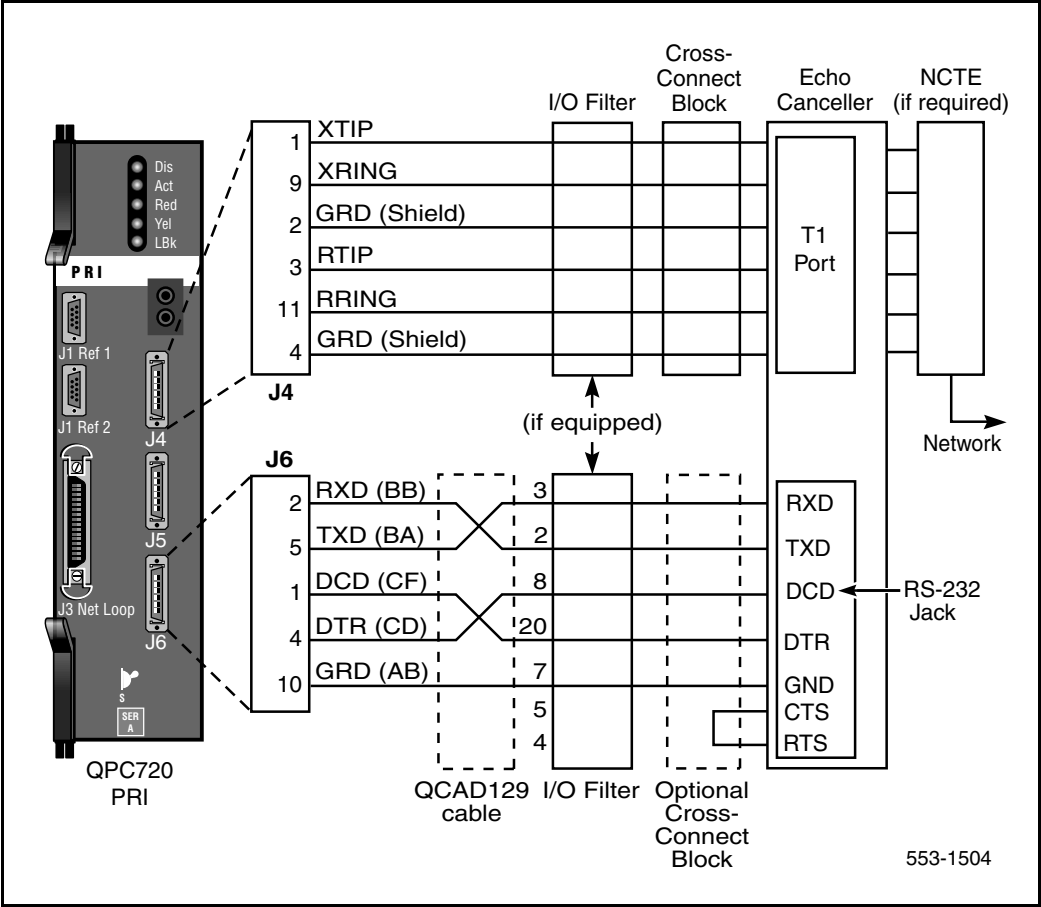 Cross-
Connect
Block
I/O Filter
Echo
Canceller
NCTE
(if required)
1 XTIP
9 XRING
2 GRD (Shield)
3 RTIP
11 RRING
4 GRD (Shield)
J4
T1
Port
Dis
Act
Red
Yel
LBk
PRI
J1 Ref 1
J1 Ref 2
J4
J5
J3 Net Loop
J6
S
SER
A
QPC720
PRI
(if equipped)
Network
J6
2 RXD (BB) 3 RXD
5 TXD (BA) 2 TXD
1 DCD (CF) 8 DCD
4 DTR (CD) 20 DTR
10 GRD (AB) 7 GND
5 CTS
4 RTS
RS-232
Jack
QCAD129
cable
I/O Filter
Optional
Cross-
Connect
Block
553-1504